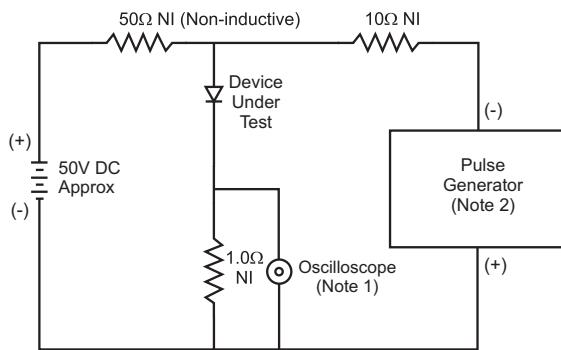 50Ω NI (Non-inductive)
10Ω NI
Device
Under
Test
(-)
(+)
50V DC
Approx
(-)
Pulse
Generator
(Note 2)
1.0Ω
NI
Oscilloscope
(Note 1)
(+)